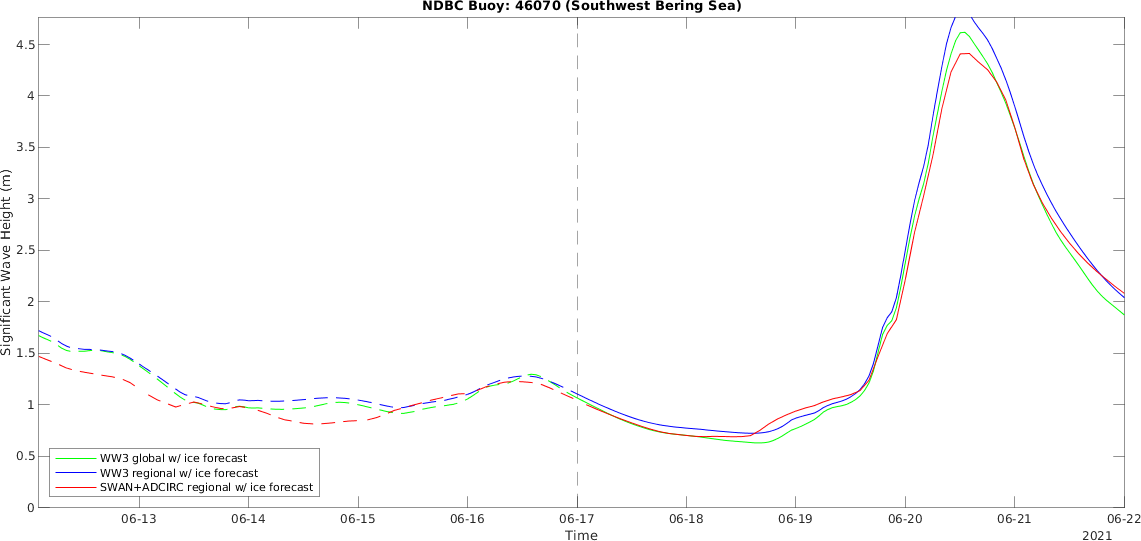 NDBC Buoy: 46070 (Southwest Bering Sea)
Significant Wave Height (m)
4.5
4
3.5
3
2.5
2
1.5
1
0.5
0
WW3 global w/ ice forecast
WW3 regional w/ ice forecast
SWAN+ADCIRC regional w/ ice forecast
06-13 06-14 06-15 06-16 06-17 06-18 06-19 06-20 06-21 06-22
Time
2021